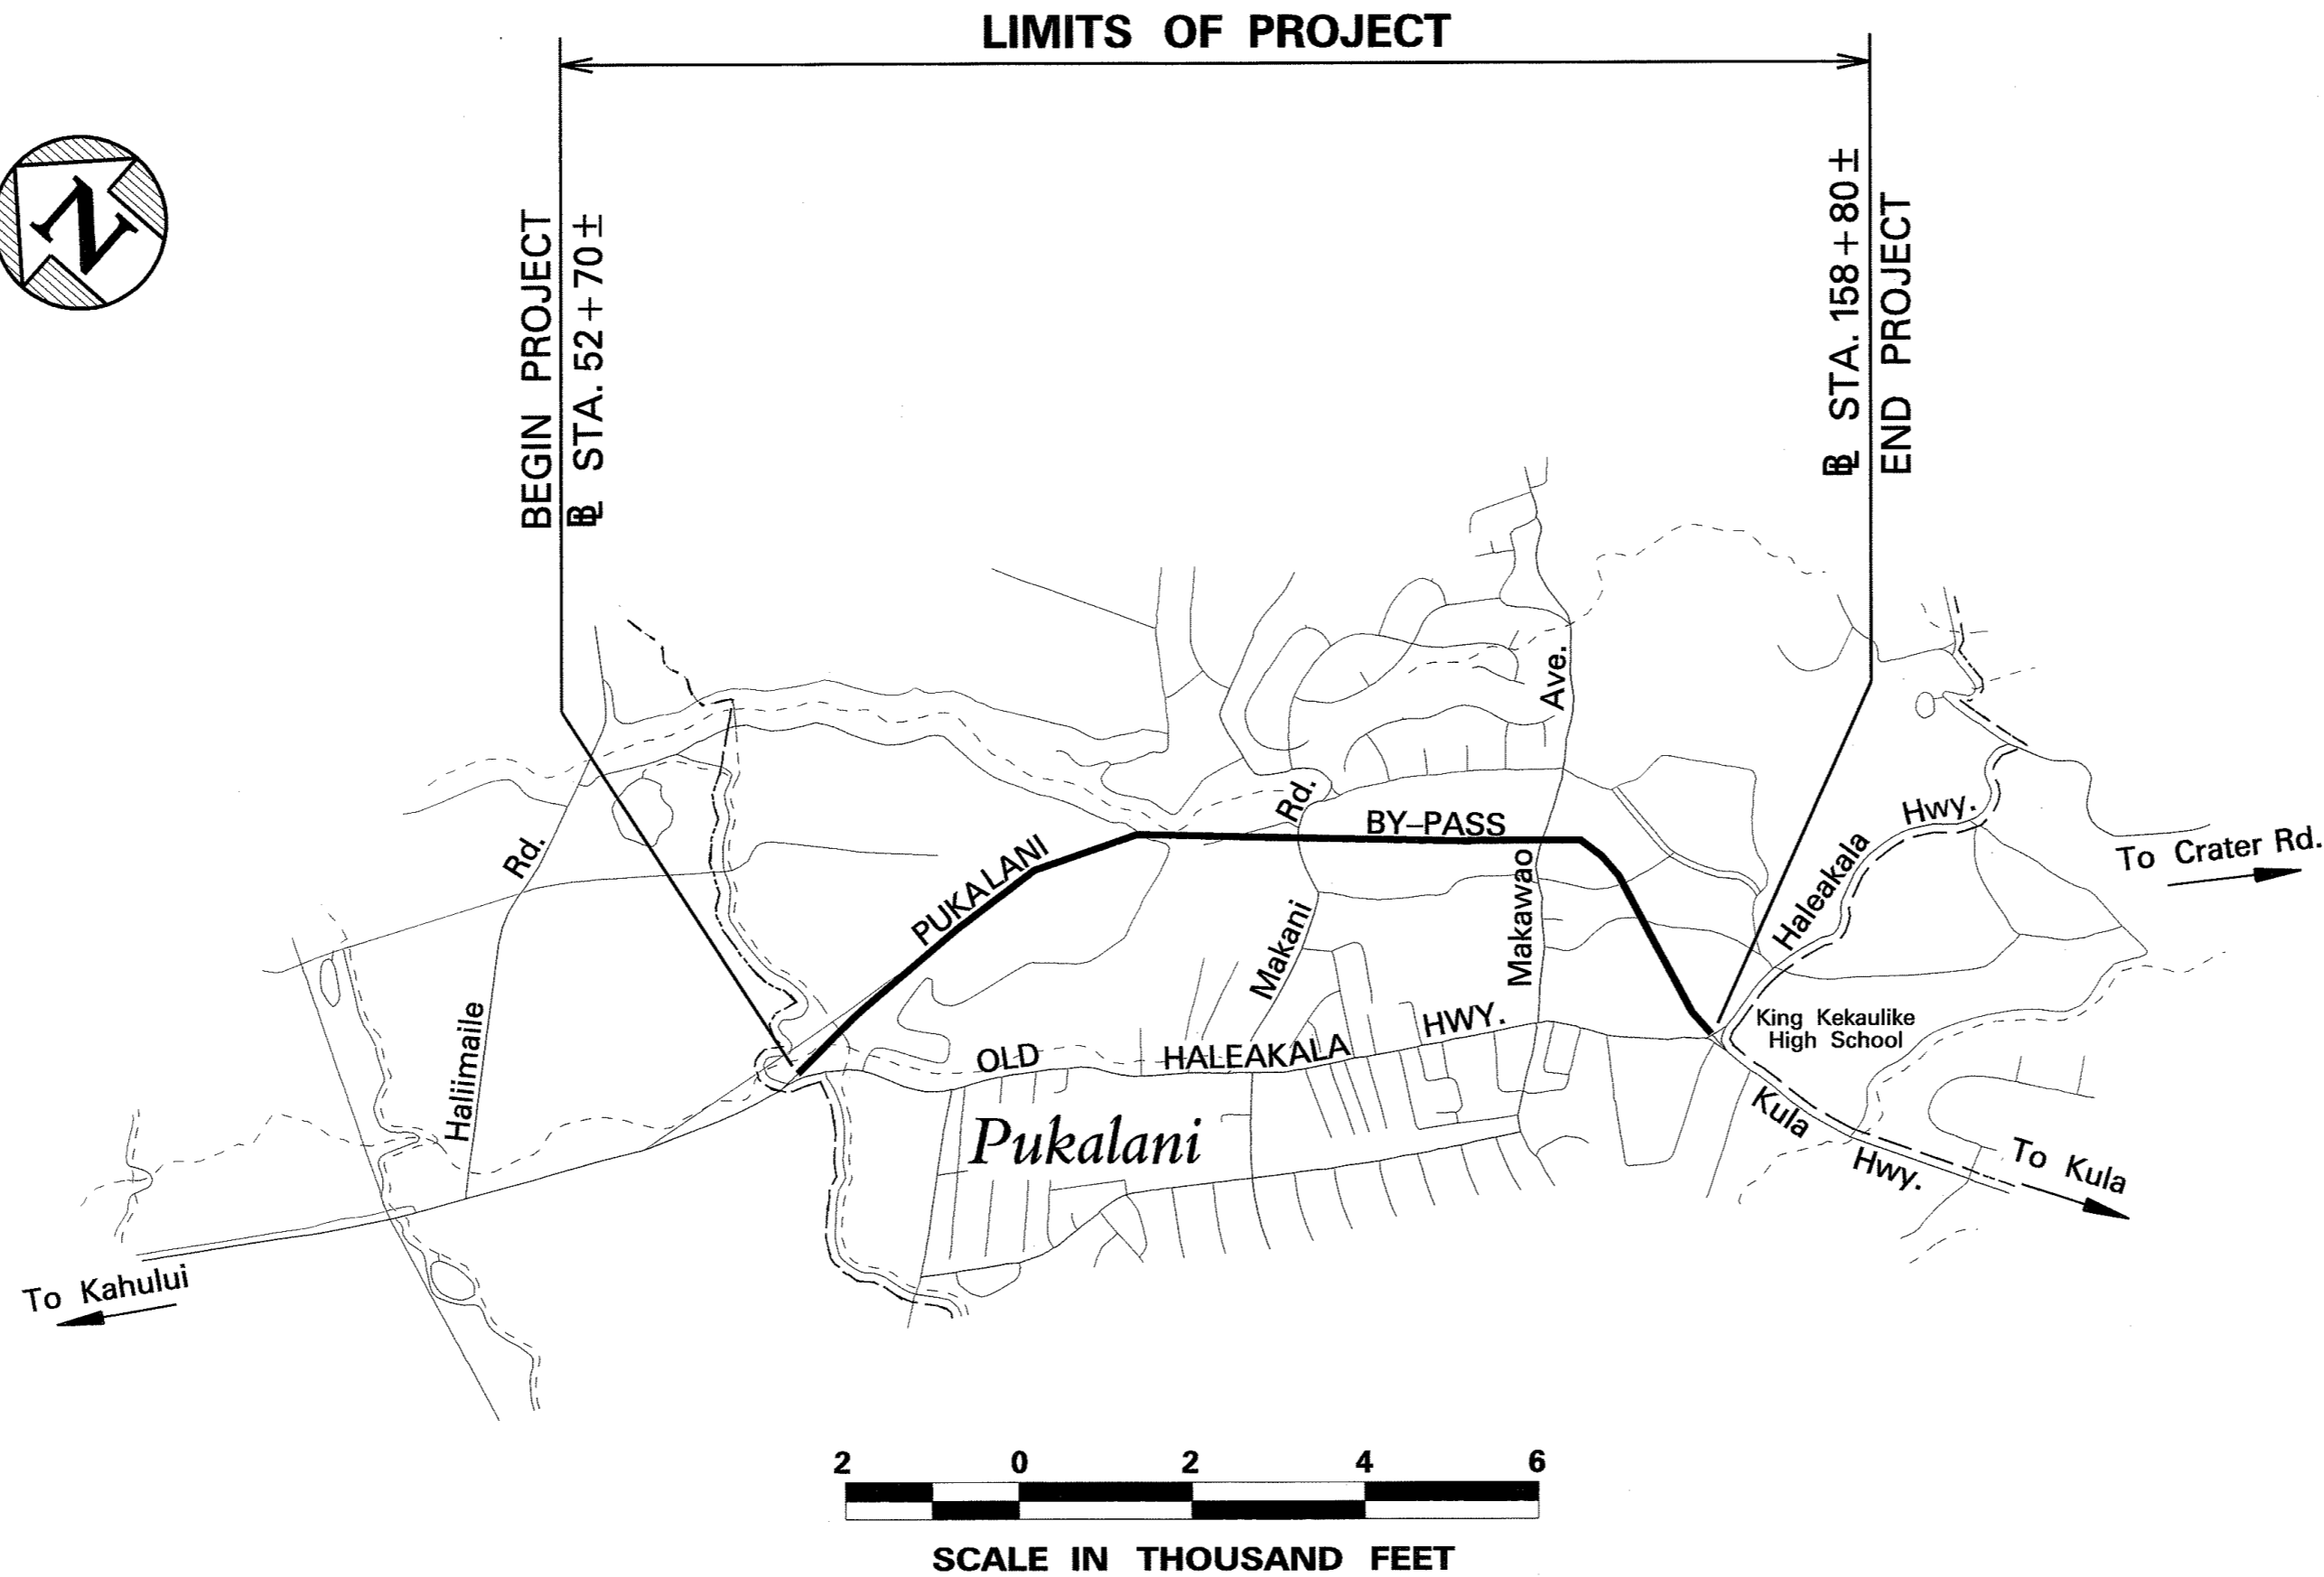 LIMITS OF PROJECT
N
BEGIN PROJECT
BL STA. 52+70±
BL STA. 158+80±
END PROJECT
Ave.
Rd.
BY-PASS
Hwy.
Haleakala
To Crater Rd.
Rd.
PUKALANI
Makani
Makawao
Haliimaile
OLD HALEAKALA HWY.
King Kekaulike
High School
Pukalani
Kula
Hwy.
To Kula
To Kahului
2 0 2 4 6
SCALE IN THOUSAND FEET